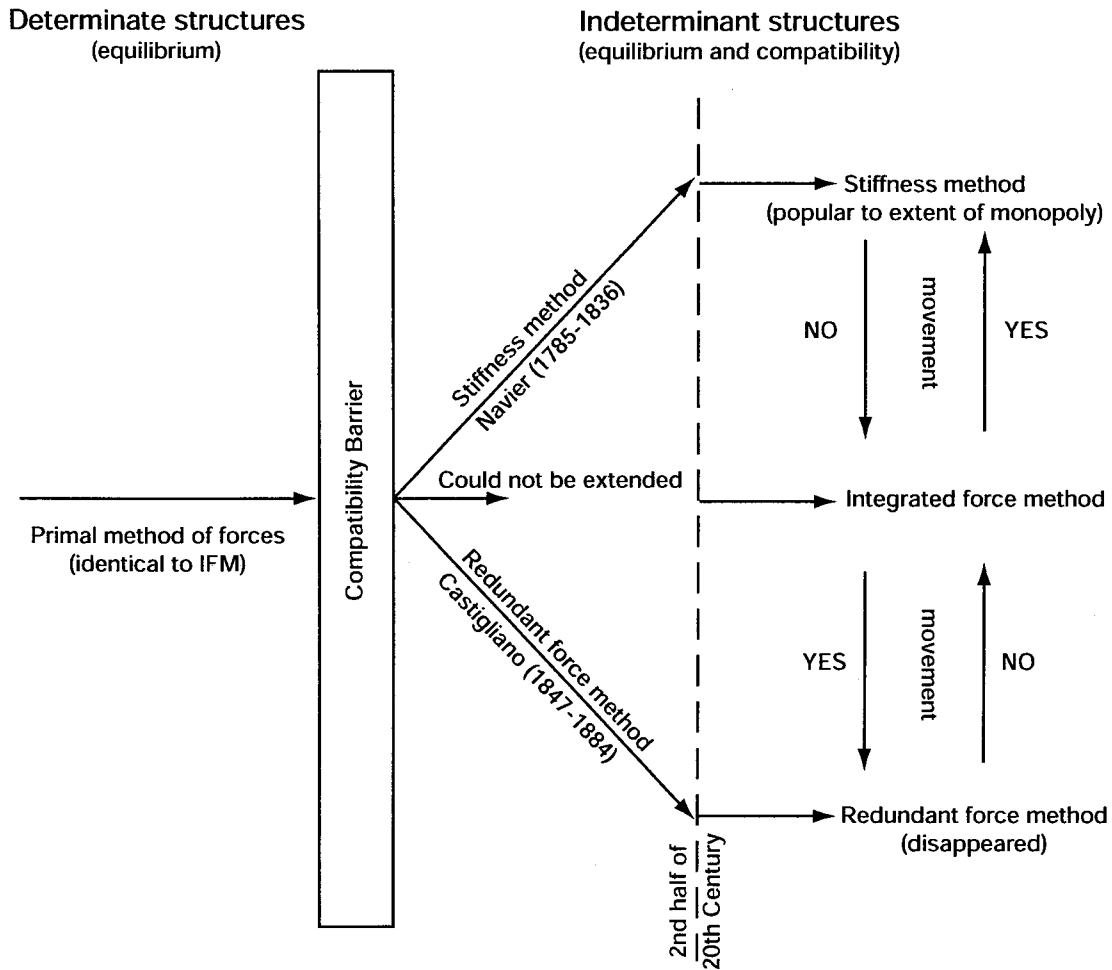 Determinate structures
(equilibrium)
Indeterminant structures
(equilibrium and compatibility)
Compatibility Barrier
Primal method of forces
(identical to IFM)
Stiffness method
Navier (1785-1836)
Could not be extended
Redundant force method
Castigliano (1847-1884)
2nd half of
20th Century
Stiffness method
(popular to extent of monopoly)
NO
movement
YES
Integrated force method
YES
movement
NO
Redundant force method
(disappeared)